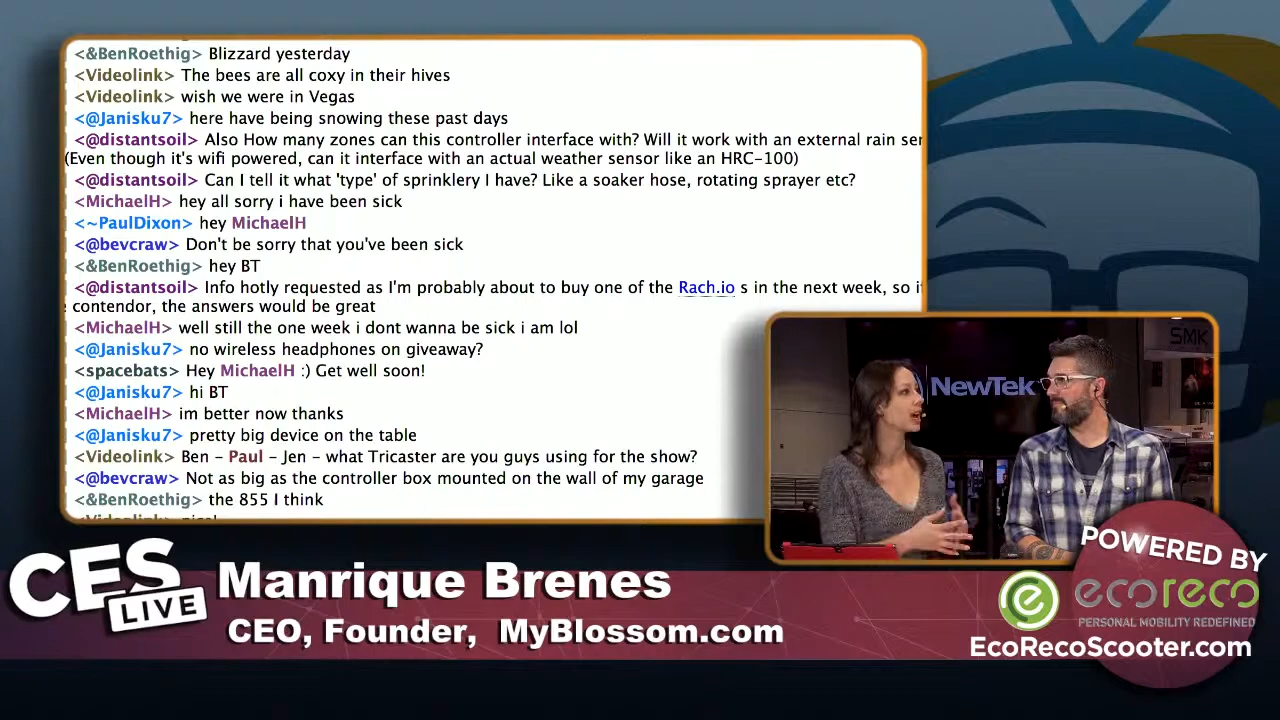 <&BenRoethig> Blizzard yesterday
<Videolink> The bees are all coxy in their hives
<Videolink> wish we were in Vegas
<@Janisku7> here have being snowing these past days
<@distantsoil> Also How many zones can this controller interface with? Will it work with an external rain ser
(Even though it's wifi powered, can it interface with an actual weather sensor like an HRC-100)
<@distantsoil> Can I tell it what 'type' of sprinklery I have? Like a soaker hose, rotating sprayer etc?
<MichaelH> hey all sorry i have been sick
<~PaulDixon> hey MichaelH
<@bevcraw> Don't be sorry that you've been sick
<&BenRoethig> hey BT
<@distantsoil> Info hotly requested as I'm probably about to buy one of the Rach.io s in the next week, so i
contendor, the answers would be great
<MichaelH> well still the one week i dont wanna be sick i am lol
<@Janisku7> no wireless headphones on giveaway?
<spacebats> Hey MichaelH :) Get well soon!
<@Janisku7> hi BT
<MichaelH> im better now thanks
<@Janisku7> pretty big device on the table
<Videolink> Ben - Paul - Jen - what Tricaster are you guys using for the show?
<@bevcraw> Not as big as the controller box mounted on the wall of my garage
<&BenRoethig> the 855 I think
SMK
NewTek
CES
LIVE
Manrique Brenes
CEO, Founder, MyBlossom.com
POWERED BY
ecoreco
PERSONAL MOBILITY REDEFINED
EcoRecoScooter.com